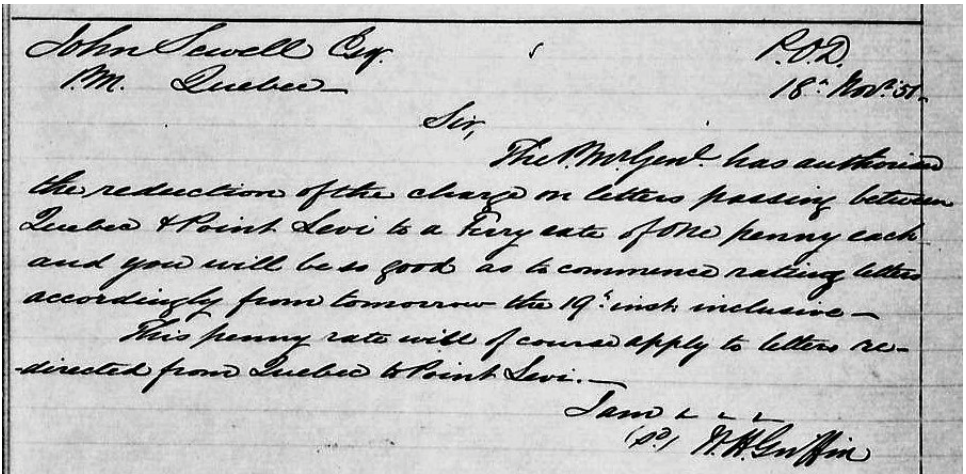 John Sewell Esq. P.O.D.
P.M. Quebec— 18th Novr. 51.
Sir,
The P.MrGenl. has authorised
the reduction of the charge on letters passing between
Quebec & Point Levi to a Ferry rate of one penny each
and you will be so good as to commence rating letters
accordingly from tomorrow the 19th inst. inclusive—
This penny rate will of course apply to letters re-
-directed from Quebec to Point Levi.—
I am
(sd) W.H.Griffin